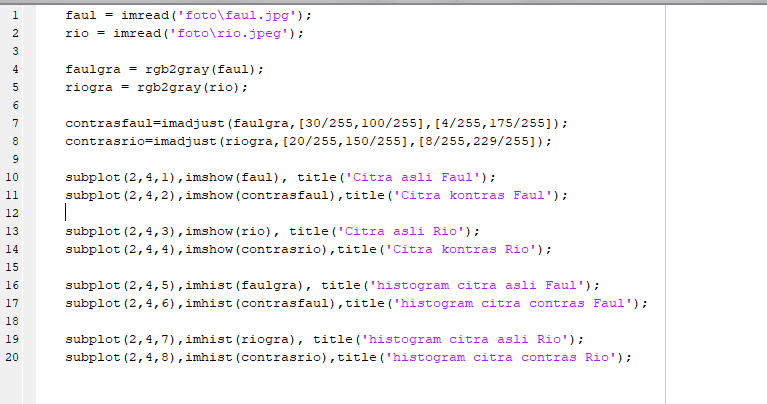 1 faul = imread('foto\faul.jpg');
2 rio = imread('foto\rio.jpeg');
3
4 faulgra = rgb2gray(faul);
5 riogra = rgb2gray(rio);
6
7 contrasfaul=imadjust(faulgra,[30/255,100/255],[4/255,175/255]);
8 contrasrio=imadjust(riogra,[20/255,150/255],[8/255,229/255]);
9
10 subplot(2,4,1),imshow(faul), title('Citra asli Faul');
11 subplot(2,4,2),imshow(contrasfaul),title('Citra kontras Faul');
12
13 subplot(2,4,3),imshow(rio), title('Citra asli Rio');
14 subplot(2,4,4),imshow(contrasrio),title('Citra kontras Rio');
15
16 subplot(2,4,5),imhist(faulgra), title('histogram citra asli Faul');
17 subplot(2,4,6),imhist(contrasfaul),title('histogram citra contras Faul');
18
19 subplot(2,4,7),imhist(riogra), title('histogram citra asli Rio');
20 subplot(2,4,8),imhist(contrasrio),title('histogram citra contras Rio');